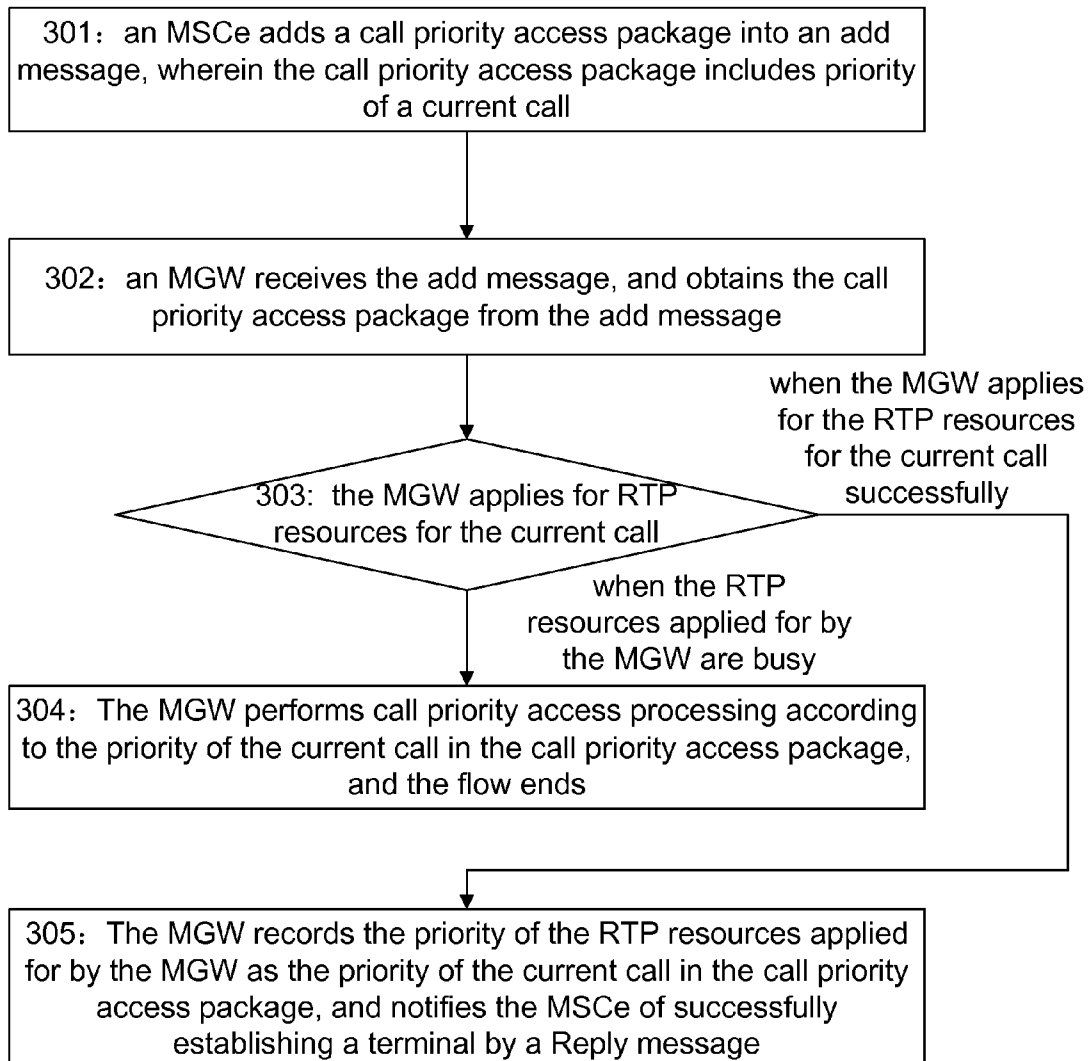 301：an MSCe adds a call priority access package into an add
message, wherein the call priority access package includes priority
of a current call
302：an MGW receives the add message, and obtains the call
priority access package from the add message
when the MGW applies
for the RTP resources
for the current call
successfully
303: the MGW applies for RTP
resources for the current call
when the RTP
resources applied for by
the MGW are busy
304：The MGW performs call priority access processing according
to the priority of the current call in the call priority access package,
and the flow ends
305：The MGW records the priority of the RTP resources applied
for by the MGW as the priority of the current call in the call priority
access package, and notifies the MSCe of successfully
establishing a terminal by a Reply message